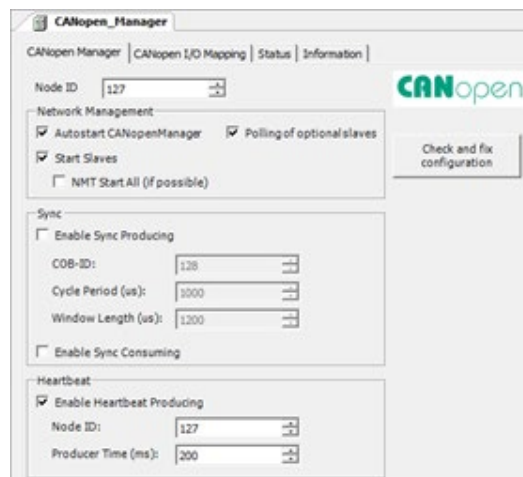 CANopen_Manager
CANopen Manager CANopen I/O Mapping Status Information
Node ID 127
CANopen
Network Management
Autostart CANopenManager Polling of optional slaves
Start Slaves
NMT Start All (if possible)
Check and fix
configuration
Sync
Enable Sync Producing
COB-ID: 128
Cycle Period (us): 1000
Window Length (us): 1200
Enable Sync Consuming
Heartbeat
Enable Heartbeat Producing
Node ID: 127
Producer Time (ms): 200